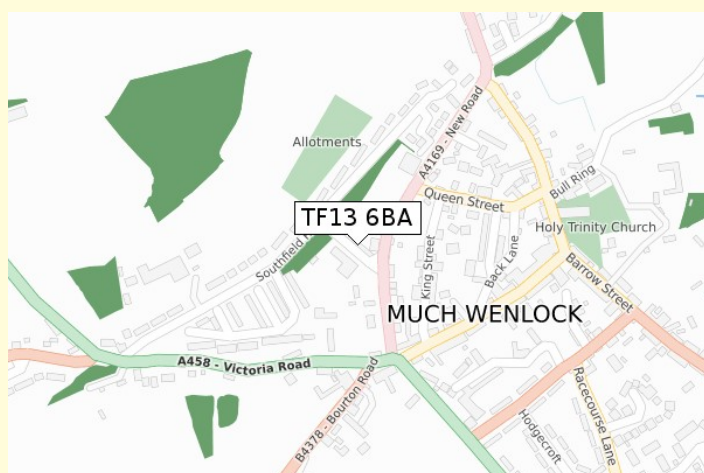 Allotments
A4169 - New Road
Bull Ring
Queen Street
TF13 6BA
Holy Trinity Church
Southfield
King Street
Back Lane
Barrow Street
MUCH WENLOCK
A458 - Victoria Road
B4378 - Bourton Road
Racecourse Lane
Hodgecroft